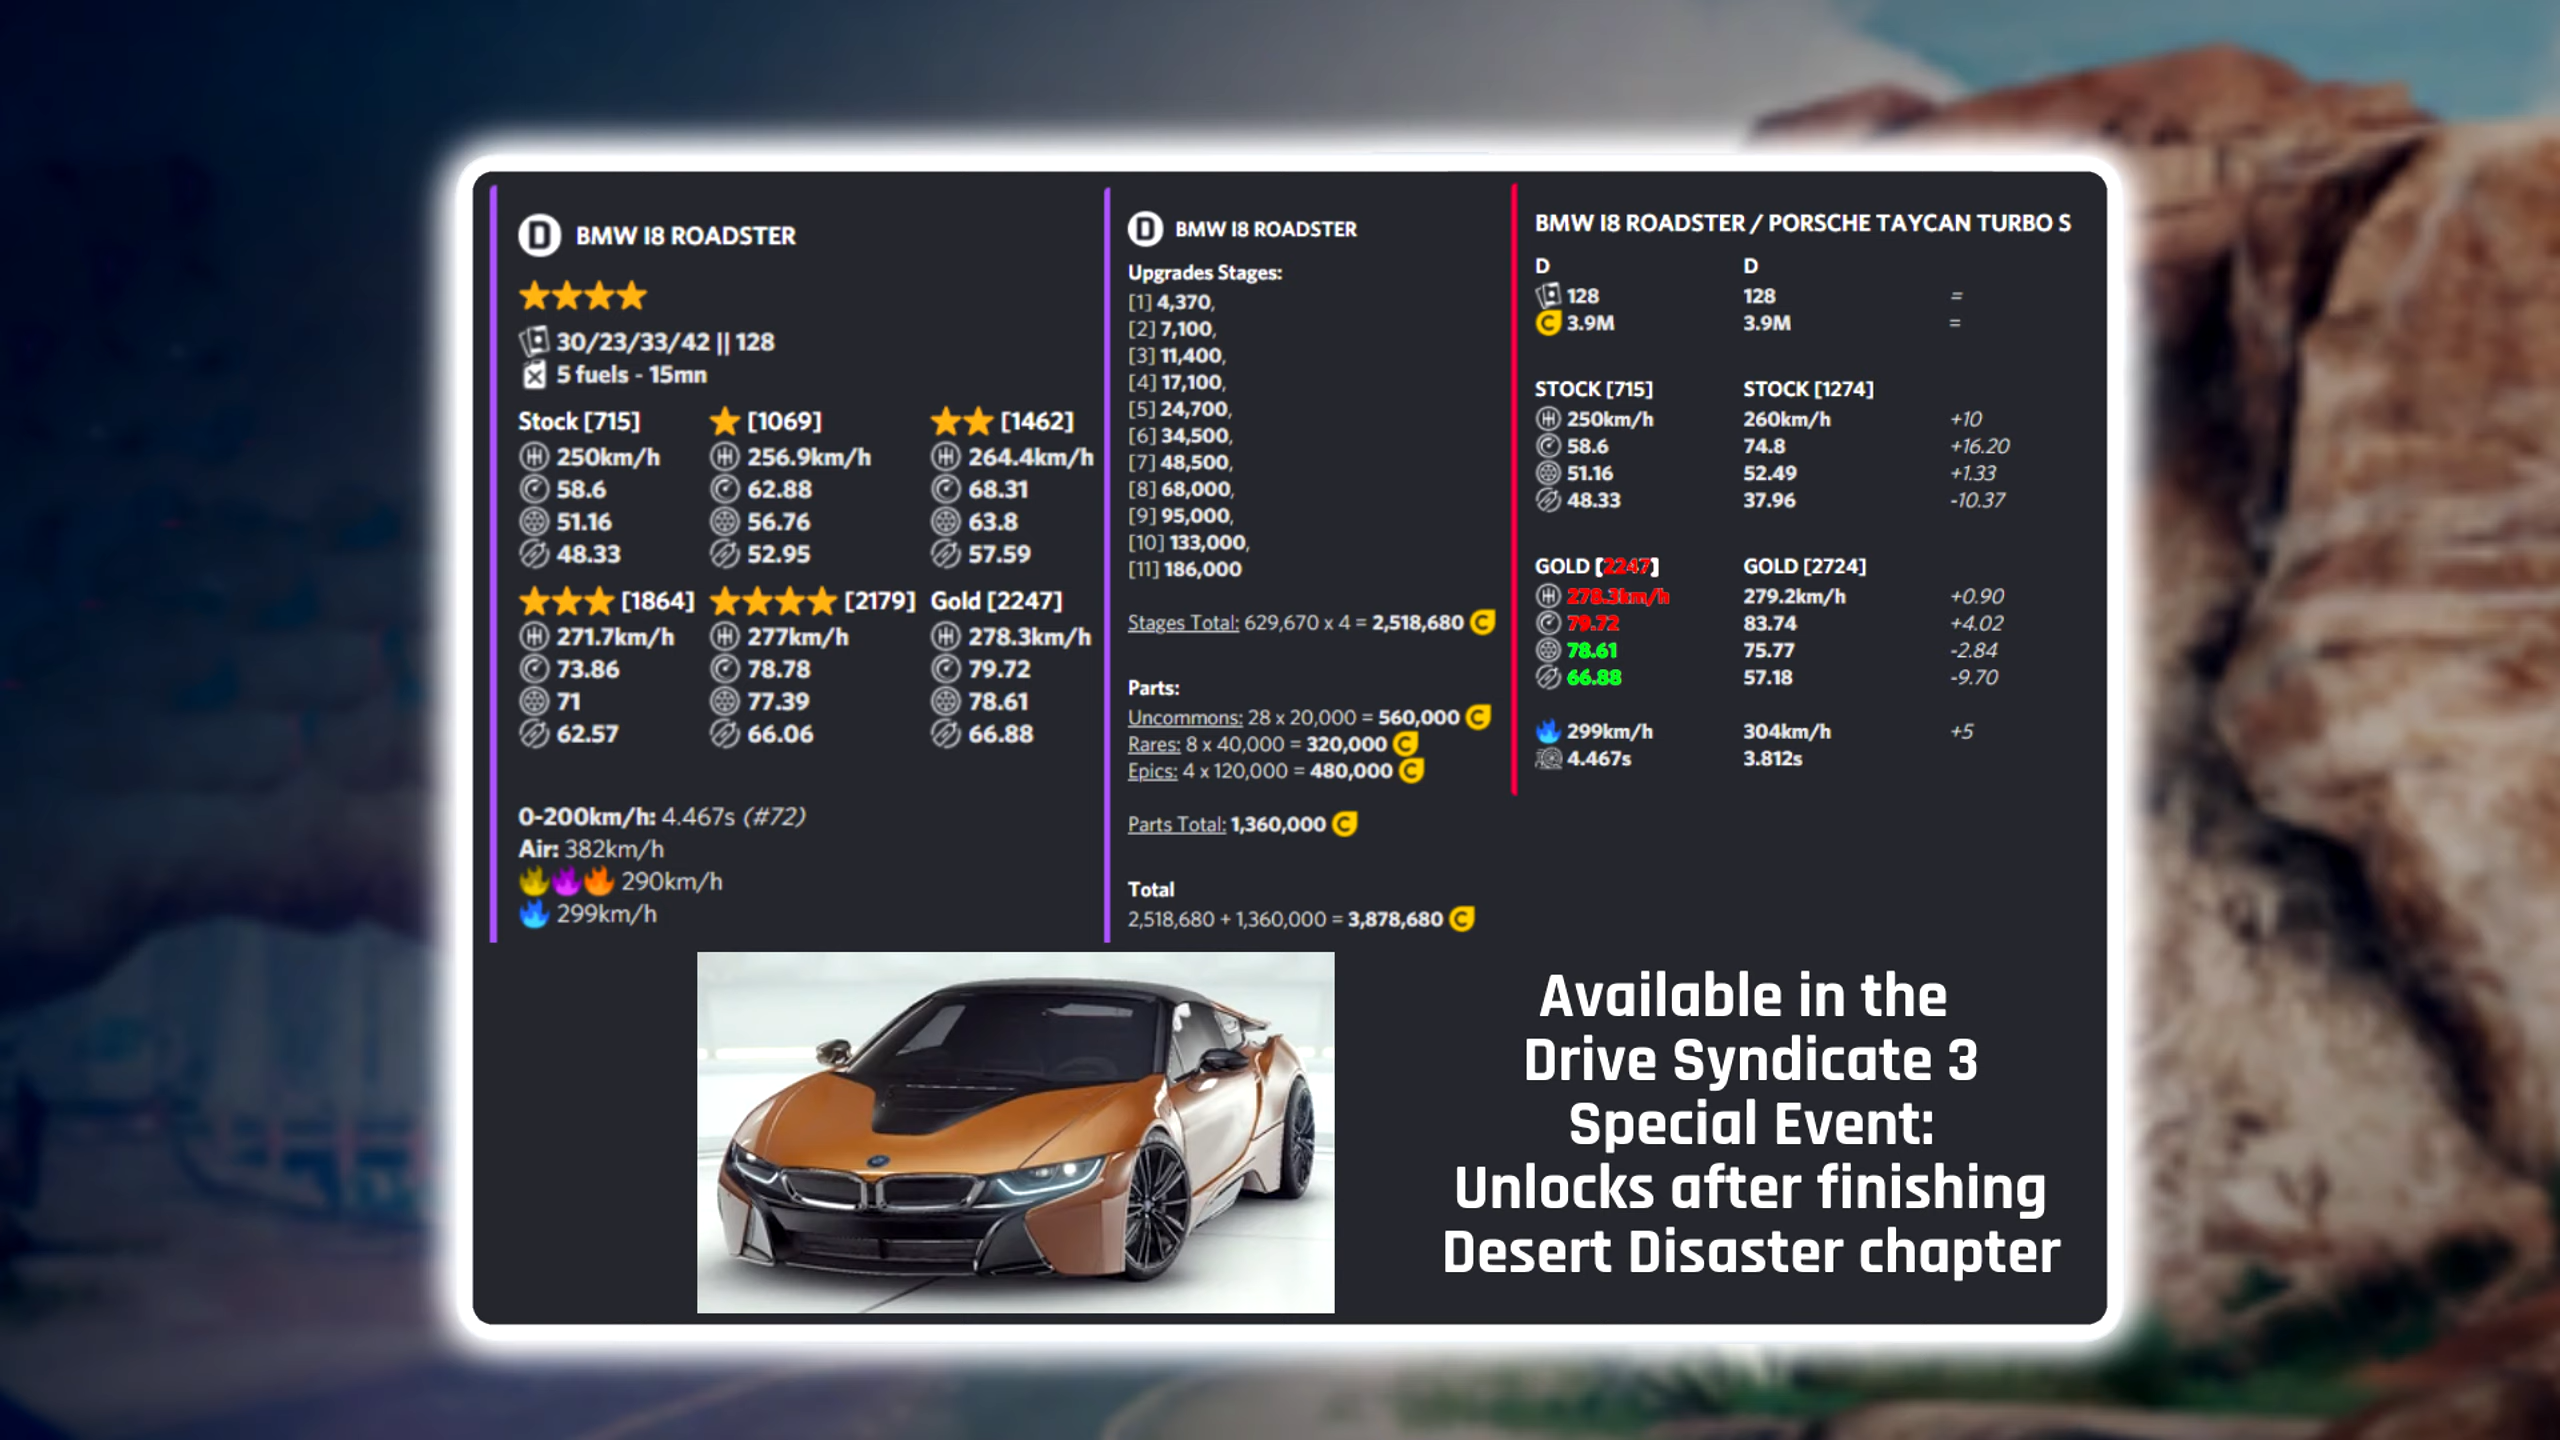 D BMW I8 ROADSTER
30/23/33/42 || 128
5 fuels - 15mn
Stock [715] [1069] [1462]
250km/h 256.9km/h 264.4km/h
58.6 62.88 68.31
51.16 56.76 63.8
48.33 52.95 57.59
[1864] [2179] Gold [2247]
271.7km/h 277km/h 278.3km/h
73.86 78.78 79.72
71 77.39 78.61
62.57 66.06 66.88
0-200km/h: 4.467s (#72)
Air: 382km/h
290km/h
299km/h
D BMW I8 ROADSTER
Upgrades Stages:
[1] 4,370,
[2] 7,100,
[3] 11,400,
[4] 17,100,
[5] 24,700,
[6] 34,500,
[7] 48,500,
[8] 68,000,
[9] 95,000,
[10] 133,000,
[11] 186,000
Stages Total: 629,670 x 4 = 2,518,680 C
Parts:
Uncommons: 28 x 20,000 = 560,000 C
Rares: 8 x 40,000 = 320,000 C
Epics: 4 x 120,000 = 480,000 C
Parts Total: 1,360,000 C
Total
2,518,680 + 1,360,000 = 3,878,680 C
BMW I8 ROADSTER / PORSCHE TAYCAN TURBO S
D D
128 128 =
C 3.9M 3.9M =
STOCK [715] STOCK [1274]
250km/h 260km/h +10
58.6 74.8 +16.20
51.16 52.49 +1.33
48.33 37.96 -10.37
GOLD [2247] GOLD [2724]
278.3km/h 279.2km/h +0.90
79.72 83.74 +4.02
78.61 75.77 -2.84
66.88 57.18 -9.70
299km/h 304km/h +5
4.467s 3.812s
Available in the
Drive Syndicate 3
Special Event:
Unlocks after finishing
Desert Disaster chapter